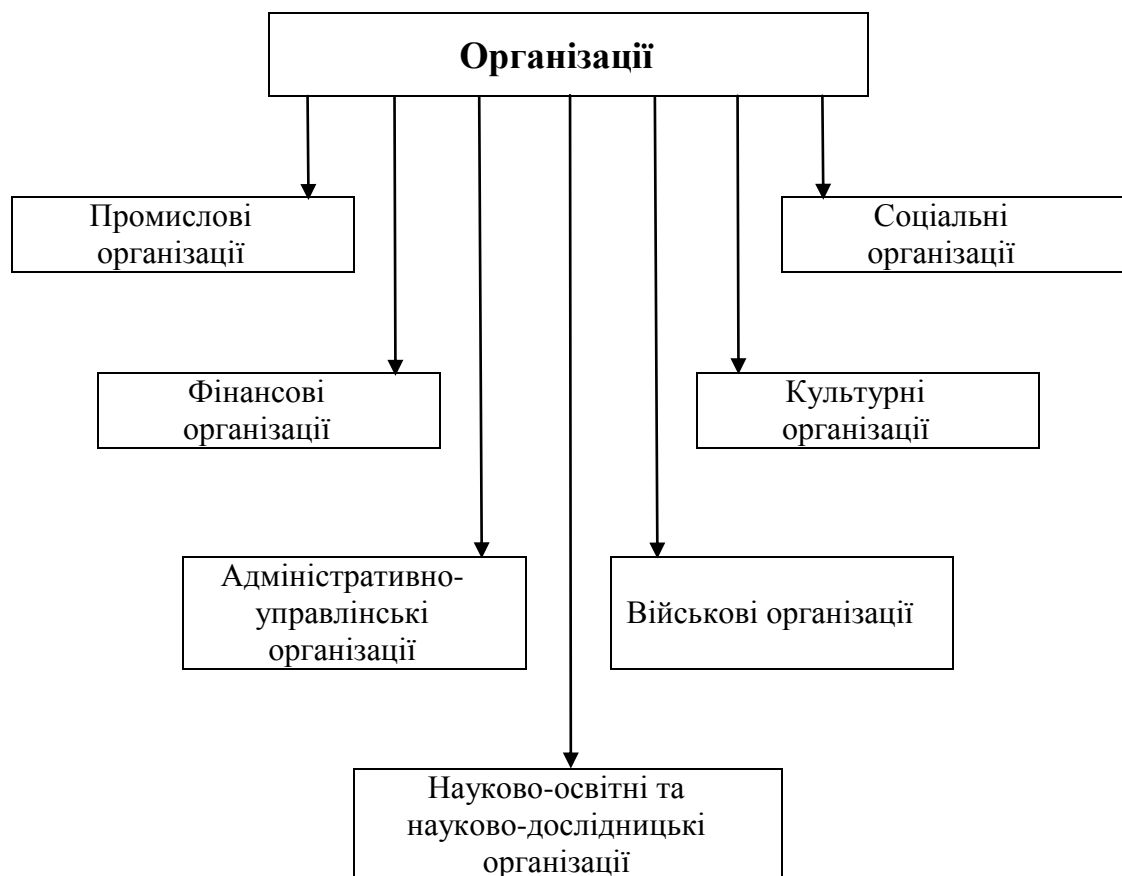 Організації
Промислові
організації
Соціальні
організації
Фінансові
організації
Культурні
організації
Адміністративно-
управлінські
організації
Військові організації
Науково-освітні та
науково-дослідницькі
організації